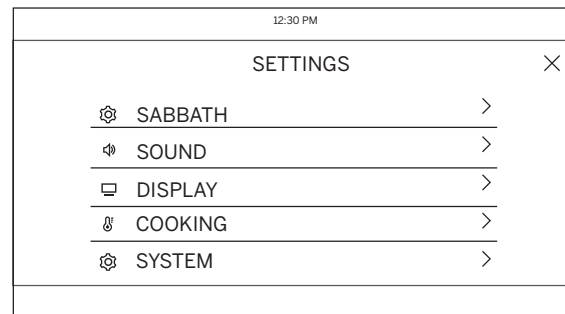 12:30 PM
SETTINGS
SABBATH
SOUND
DISPLAY
COOKING
SYSTEM